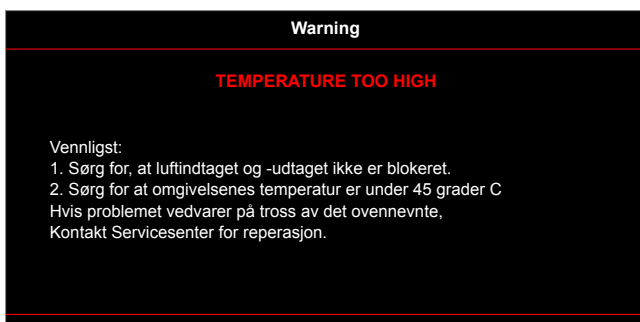 Warning
TEMPERATURE TOO HIGH
Vennligst:
1. Sørg for, at luftindtaget og -udtaget ikke er blokeret.
2. Sørg for at omgivelsenes temperatur er under 45 grader C
Hvis problemet vedvarer på tross av det ovennevnte,
Kontakt Servicesenter for reperasjon.